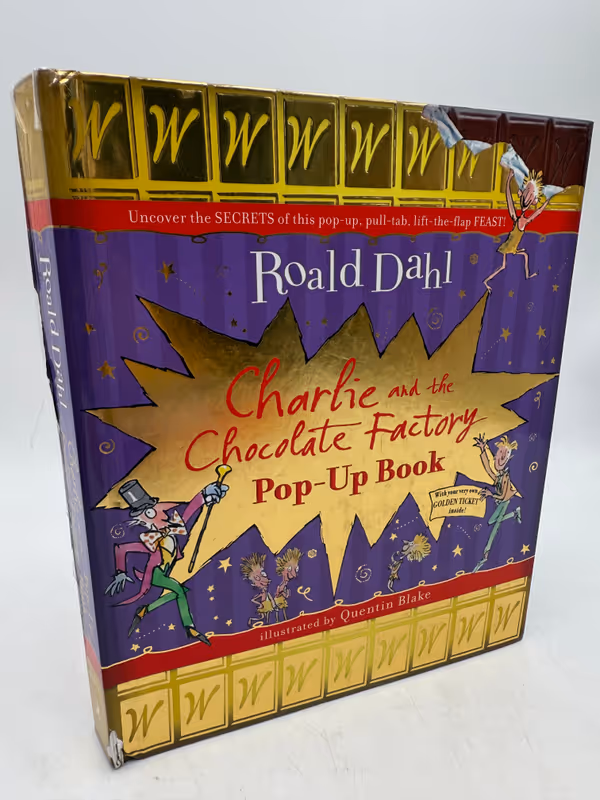 W W W W W W W
Uncover the SECRETS of this pop-up, pull-tab, lift-the-flap FEAST!
Roald Dahl
Charlie and the
Chocolate Factory
Pop-Up Book
With your very own
GOLDEN TICKET
inside!
illustrated by Quentin Blake
W W W W W W W W
Roald Dahl